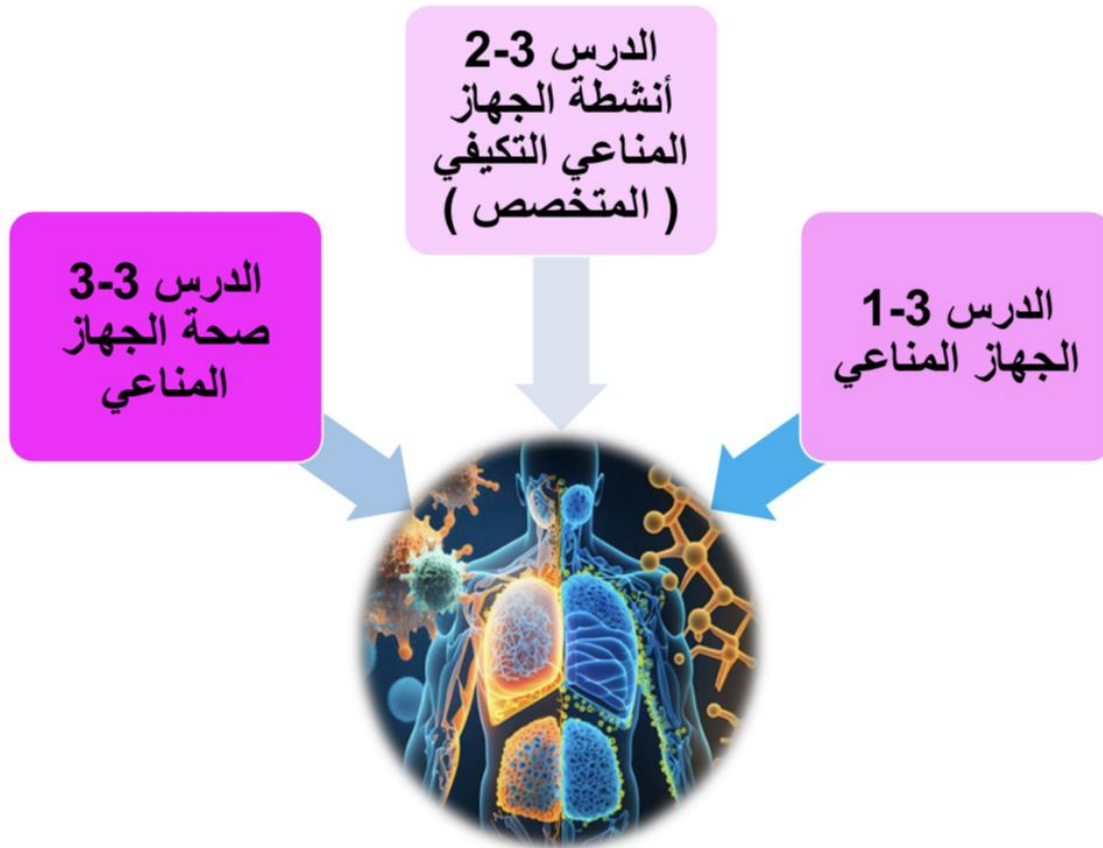 الدرس 3-1
الجهاز المناعي
الدرس 3-2
أنشطة الجهاز
المناعي التكيفي
( المتخصص )
الدرس 3-3
صحة الجهاز
المناعي